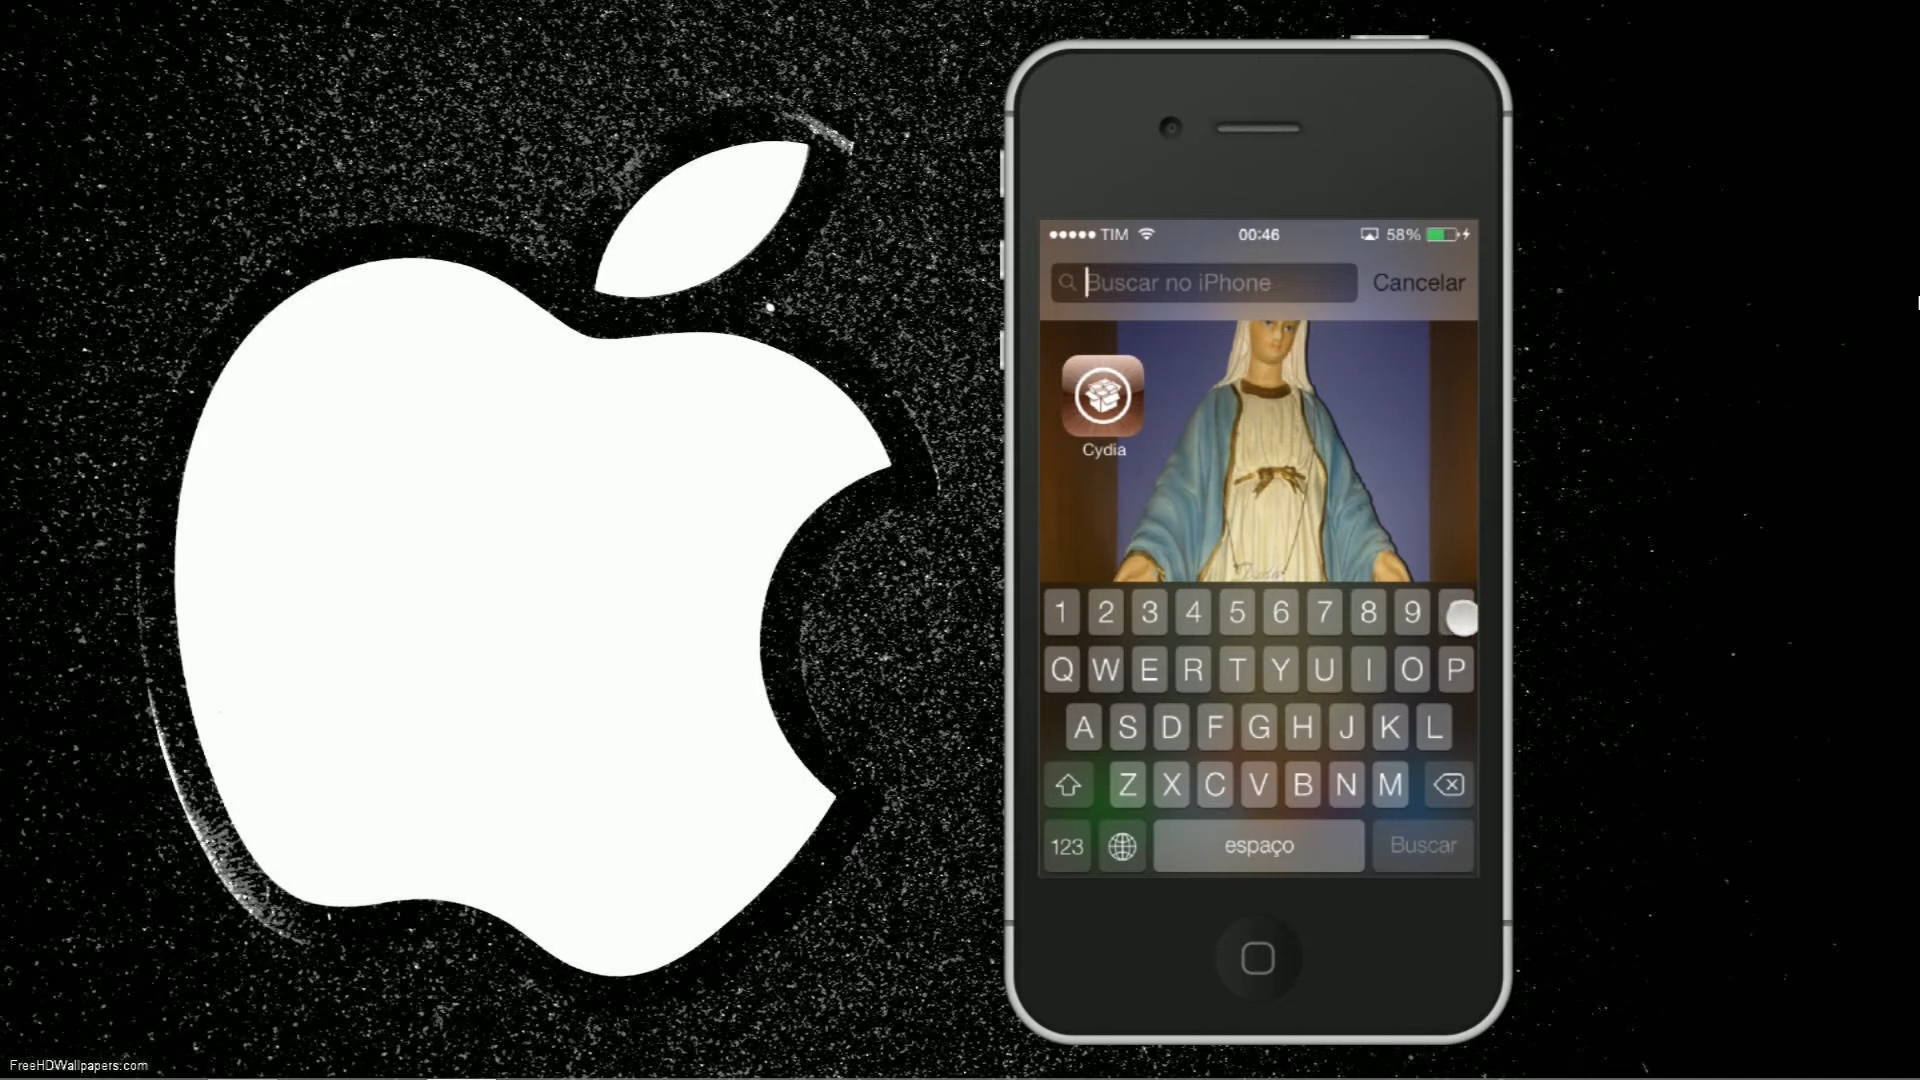 TIM 00:46 58%
Buscar no iPhone Cancelar
Cydia
1 2 3 4 5 6 7 8 9
Q W E R T Y U I O P
A S D F G H J K L
Z X C V B N M
123 espaço Buscar
FreeHDWallpapers.com